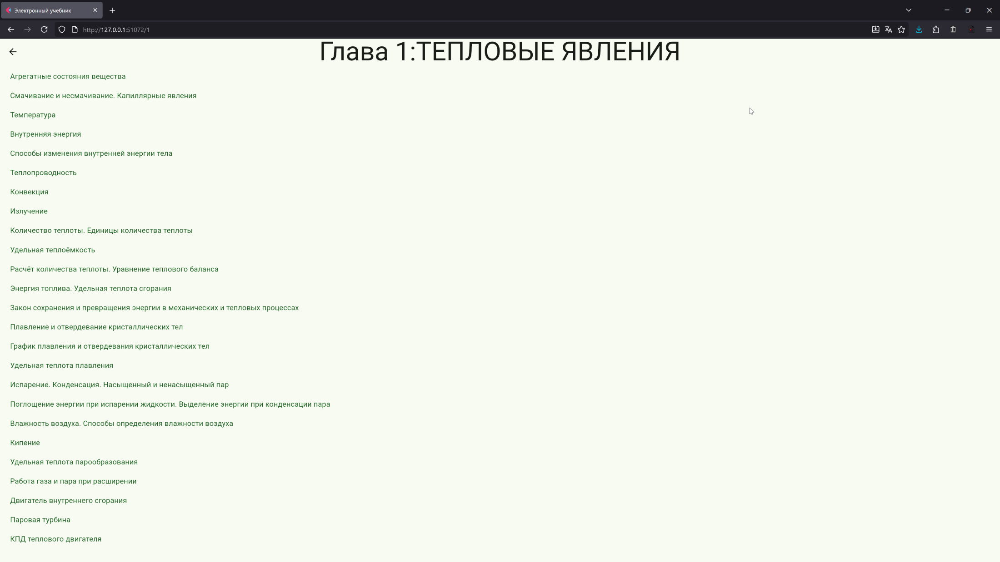 Электронный учебник
http://127.0.0.1:51072/1
Глава 1:ТЕПЛОВЫЕ ЯВЛЕНИЯ
Агрегатные состояния вещества
Смачивание и несмачивание. Капиллярные явления
Температура
Внутренняя энергия
Способы изменения внутренней энергии тела
Теплопроводность
Конвекция
Излучение
Количество теплоты. Единицы количества теплоты
Удельная теплоёмкость
Расчёт количества теплоты. Уравнение теплового баланса
Энергия топлива. Удельная теплота сгорания
Закон сохранения и превращения энергии в механических и тепловых процессах
Плавление и отвердевание кристаллических тел
График плавления и отвердевания кристаллических тел
Удельная теплота плавления
Испарение. Конденсация. Насыщенный и ненасыщенный пар
Поглощение энергии при испарении жидкости. Выделение энергии при конденсации пара
Влажность воздуха. Способы определения влажности воздуха
Кипение
Удельная теплота парообразования
Работа газа и пара при расширении
Двигатель внутреннего сгорания
Паровая турбина
КПД теплового двигателя